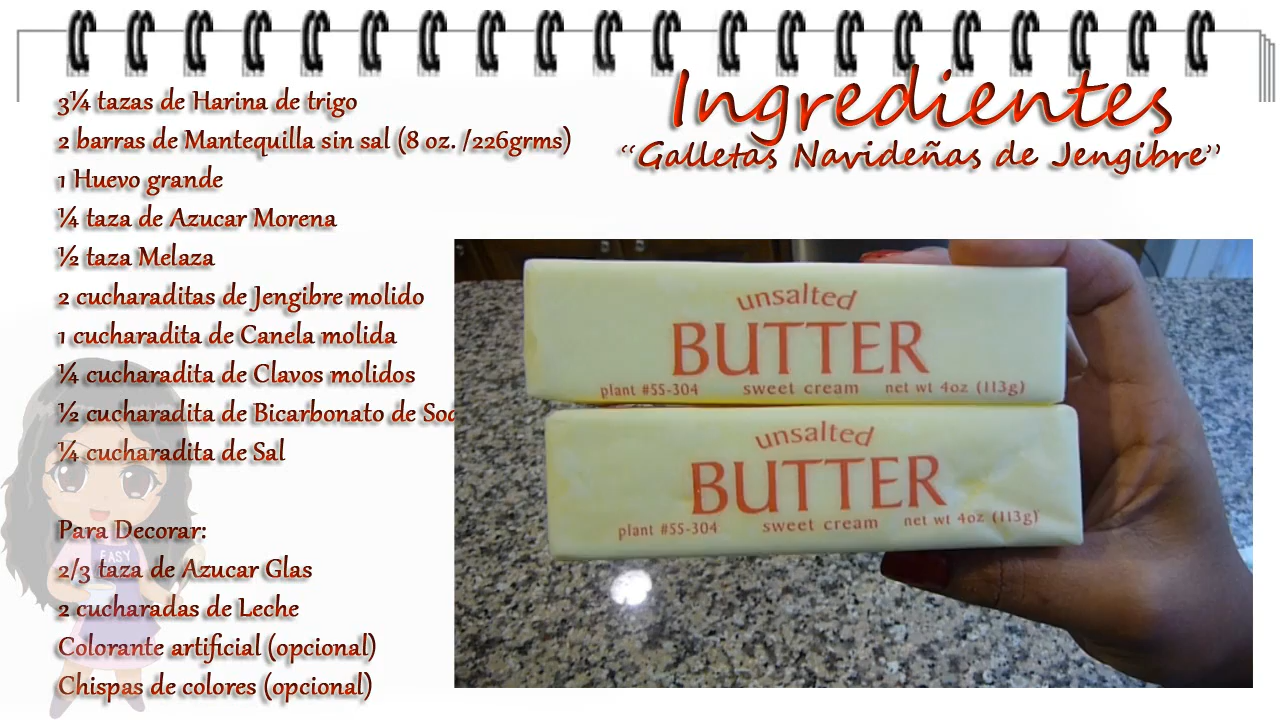 Ingredientes
“Galletas Navideñas de Jengibre”
3¼ tazas de Harina de trigo
2 barras de Mantequilla sin sal (8 oz. /226grms)
1 Huevo grande
¼ taza de Azucar Morena
½ taza Melaza
2 cucharaditas de Jengibre molido
1 cucharadita de Canela molida
¼ cucharadita de Clavos molidos
½ cucharadita de Bicarbonato de
¼ cucharadita de Sal
Para Decorar:
2/3 taza de Azucar Glas
2 cucharadas de Leche
Colorante artificial (opcional)
Chispas de colores (opcional)
EASY
unsalted
BUTTER
plant #55-304 sweet cream net wt 4oz (113g)
unsalted
BUTTER
plant #55-304 sweet cream net wt 4oz (113g)